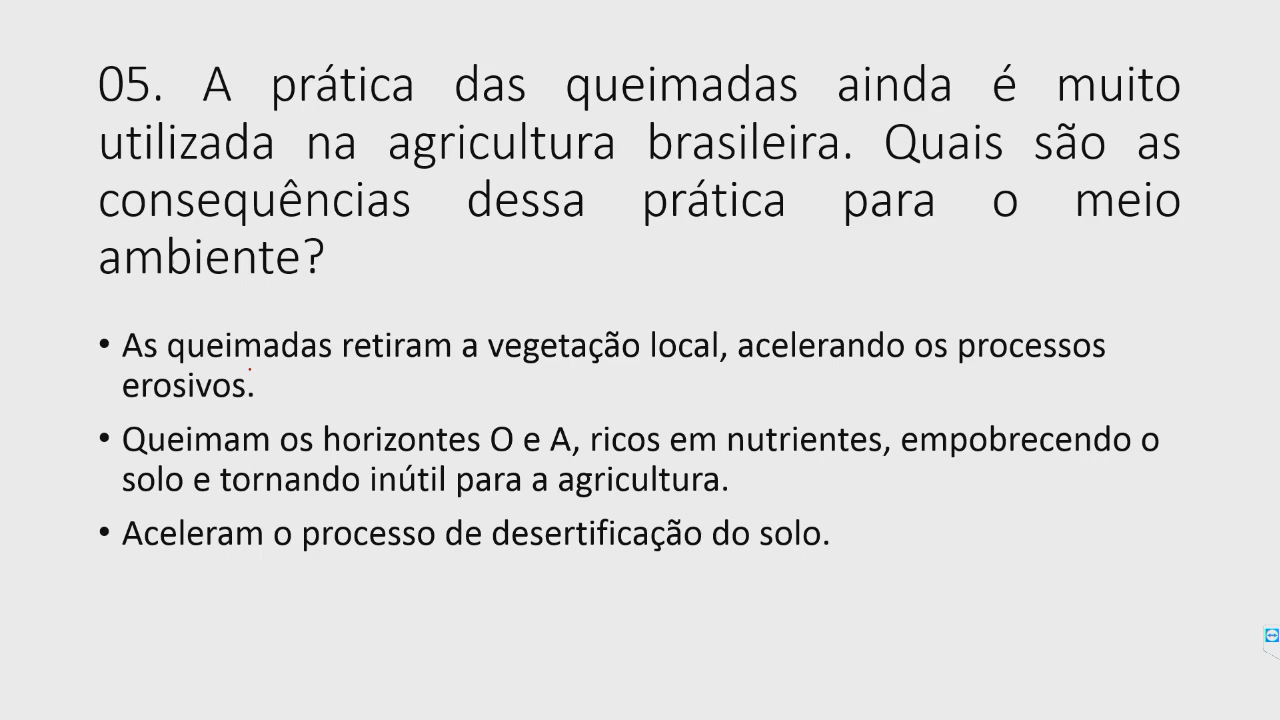 05. A prática das queimadas ainda é muito
utilizada na agricultura brasileira. Quais são as
consequências dessa prática para o meio
ambiente?
• As queimadas retiram a vegetação local, acelerando os processos
erosivos.
• Queimam os horizontes O e A, ricos em nutrientes, empobrecendo o
solo e tornando inútil para a agricultura.
• Aceleram o processo de desertificação do solo.